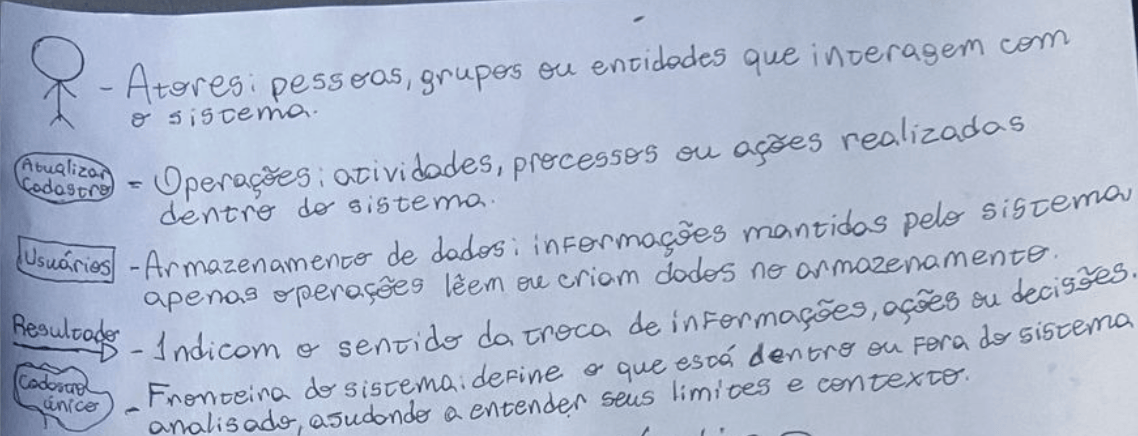 - Atores: pessoas, grupos ou entidades que interagem com
o sistema.
Atualizar
Cadastro
= Operações: atividades, processos ou ações realizadas
dentro do sistema.
Usuários
- Armazenamento de dados: informações mantidas pelo sistema,
apenas operações lêem ou criam dados no armazenamento.
Resultado
- Indicam o sentido da troca de informações, ações ou decisões.
Cadastro
único
- Fronteira do sistema: define o que está dentro ou fora do sistema
analisado, ajudando a entender seus limites e contexto.